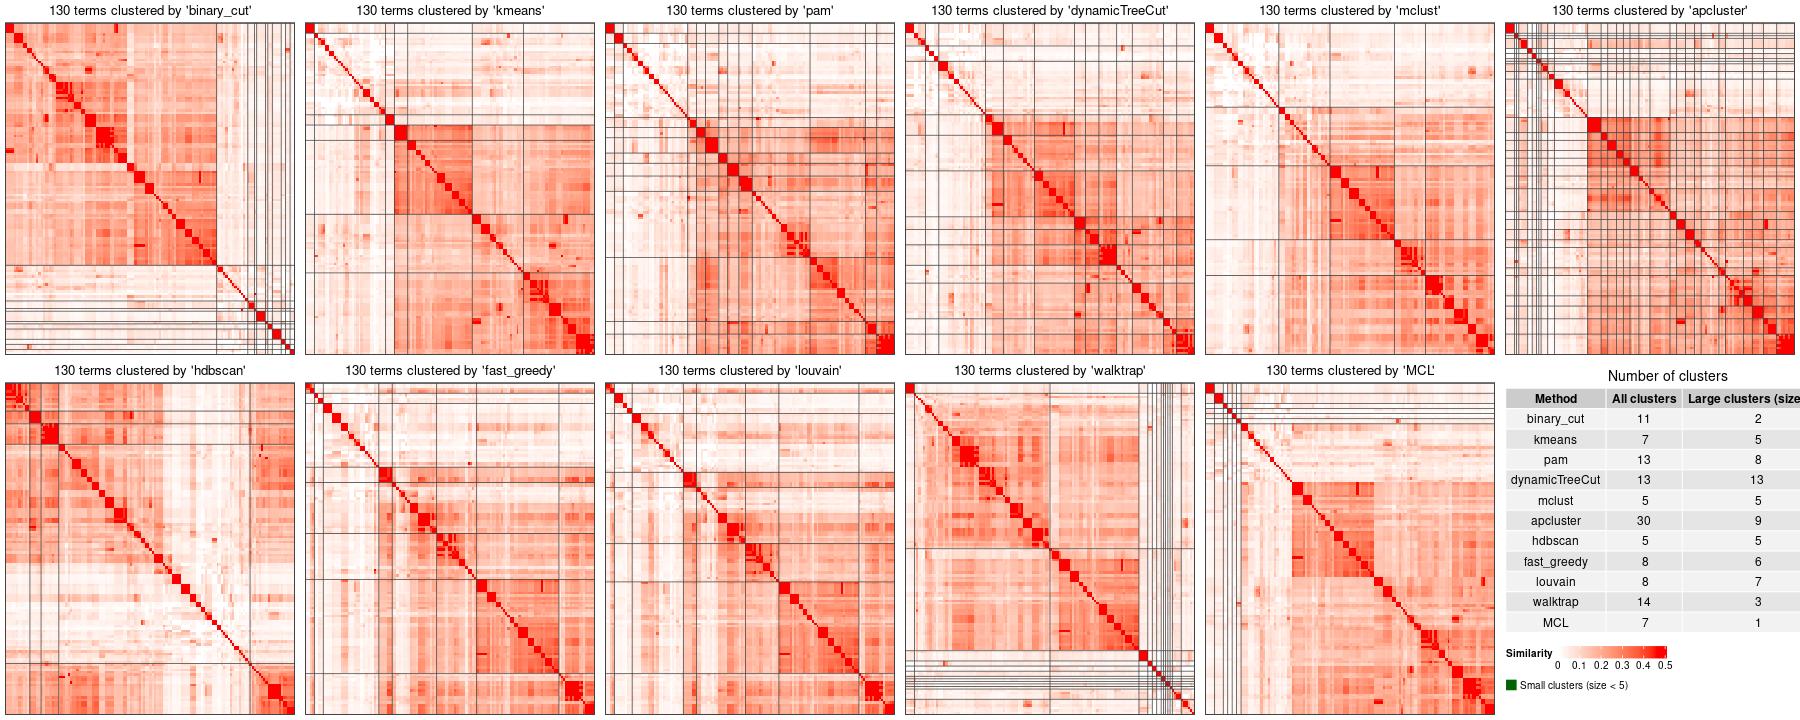 130 terms clustered by 'binary_cut'
130 terms clustered by 'kmeans'
130 terms clustered by 'pam'
130 terms clustered by 'dynamicTreeCut'
130 terms clustered by 'mclust'
130 terms clustered by 'apcluster'
130 terms clustered by 'hdbscan'
130 terms clustered by 'fast_greedy'
130 terms clustered by 'louvain'
130 terms clustered by 'walktrap'
130 terms clustered by 'MCL'
Number of clusters
Method All clusters Large clusters (size
binary_cut 11 2
kmeans 7 5
pam 13 8
dynamicTreeCut 13 13
mclust 5 5
apcluster 30 9
hdbscan 5 5
fast_greedy 8 6
louvain 8 7
walktrap 14 3
MCL 7 1
Similarity
0 0.1 0.2 0.3 0.4 0.5
Small clusters (size < 5)